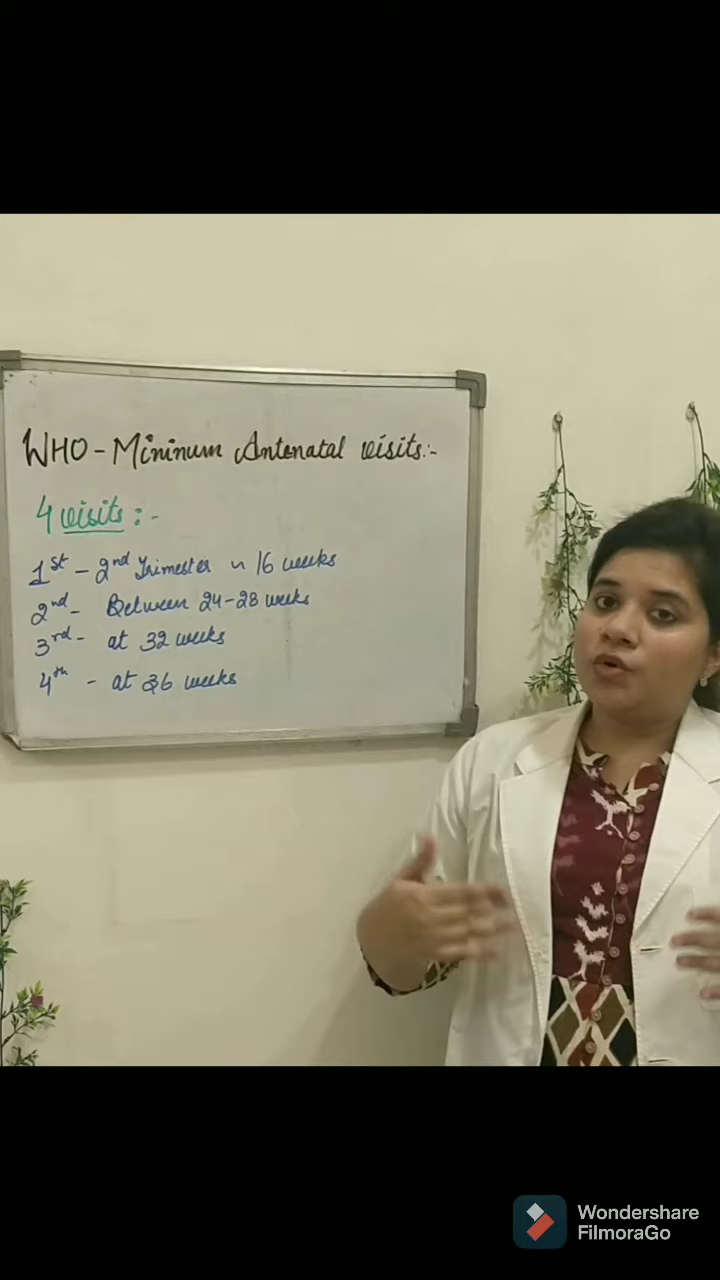 WHO - Mininum Antenatal visits:-
4 visits :-
1st - 2nd Trimester ~ 16 weeks
2nd - Between 24-28 weeks
3rd - at 32 weeks
4th - at 36 weeks
Wondershare
FilmoraGo